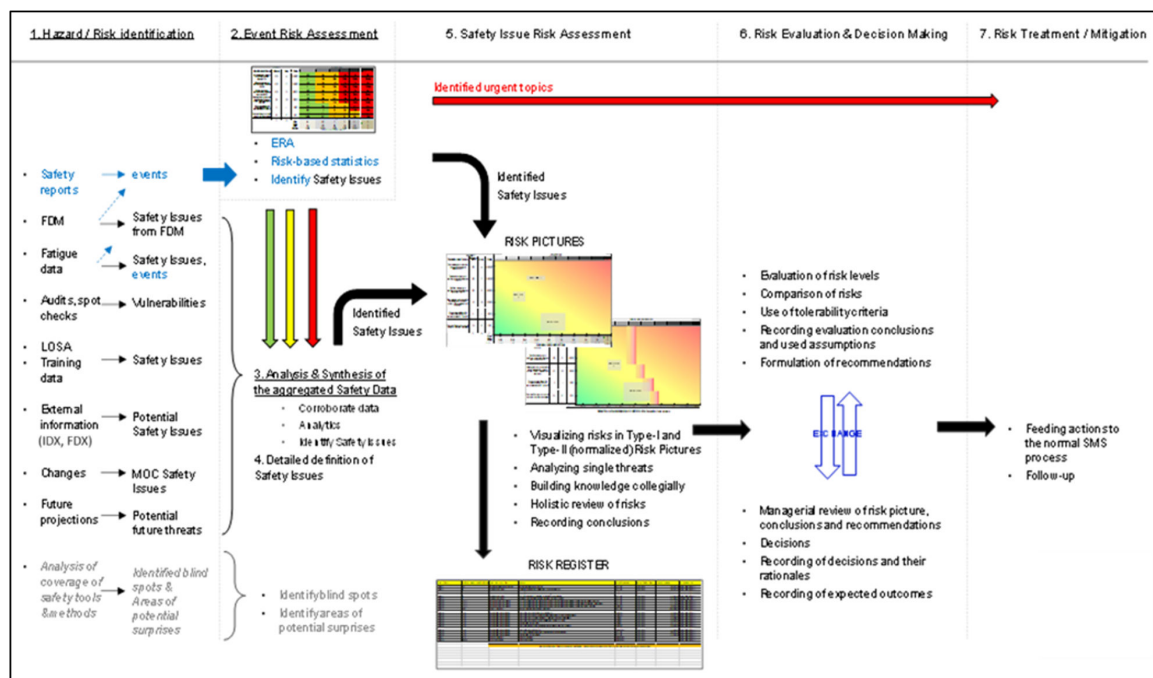 1. Hazard / Risk identification
2. Event Risk Assessment
5. Safety Issue Risk Assessment
6. Risk Evaluation & Decision Making
7. Risk Treatment / Mitigation
Identified urgent topics
• ERA
• Risk-based statistics
• Identify Safety Issues
• Safety
reports
events
• FDM
Safety Issues
from FDM
• Fatigue
data
Safety Issues,
events
• Audits, spot
checks
Vulnerabilities
• LOSA
• Training
data
Safety Issues
• External
information
(IDX, FDX)
Potential
Safety Issues
• Changes
MOC Safety
Issues
• Future
projections
Potential
future threats
• Analysis of
coverage of
safety tools
& methods
Identified blind
spots &
Areas of
potential
surprises
• Identify blind spots
• Identify areas of
potential surprises
3. Analysis & Synthesis of
the aggregated Safety Data
• Corroborate data
• Analytics
• Identify Safety Issues
4. Detailed definition of
Safety Issues
Identified
Safety Issues
Identified
Safety Issues
RISK PICTURES
• Visualizing risks in Type-I and
Type-II (normalized) Risk Pictures
• Analyzing single threats
• Building knowledge collegially
• Holistic review of risks
• Recording conclusions
RISK REGISTER
• Evaluation of risk levels
• Comparison of risks
• Use of tolerability criteria
• Recording evaluation conclusions
and used assumptions
• Formulation of recommendations
EXCHANGE
• Managerial review of risk picture,
conclusions and recommendations
• Decisions
• Recording of decisions and their
rationales
• Recording of expected outcomes
• Feeding actions to
the normal SMS
process
• Follow-up